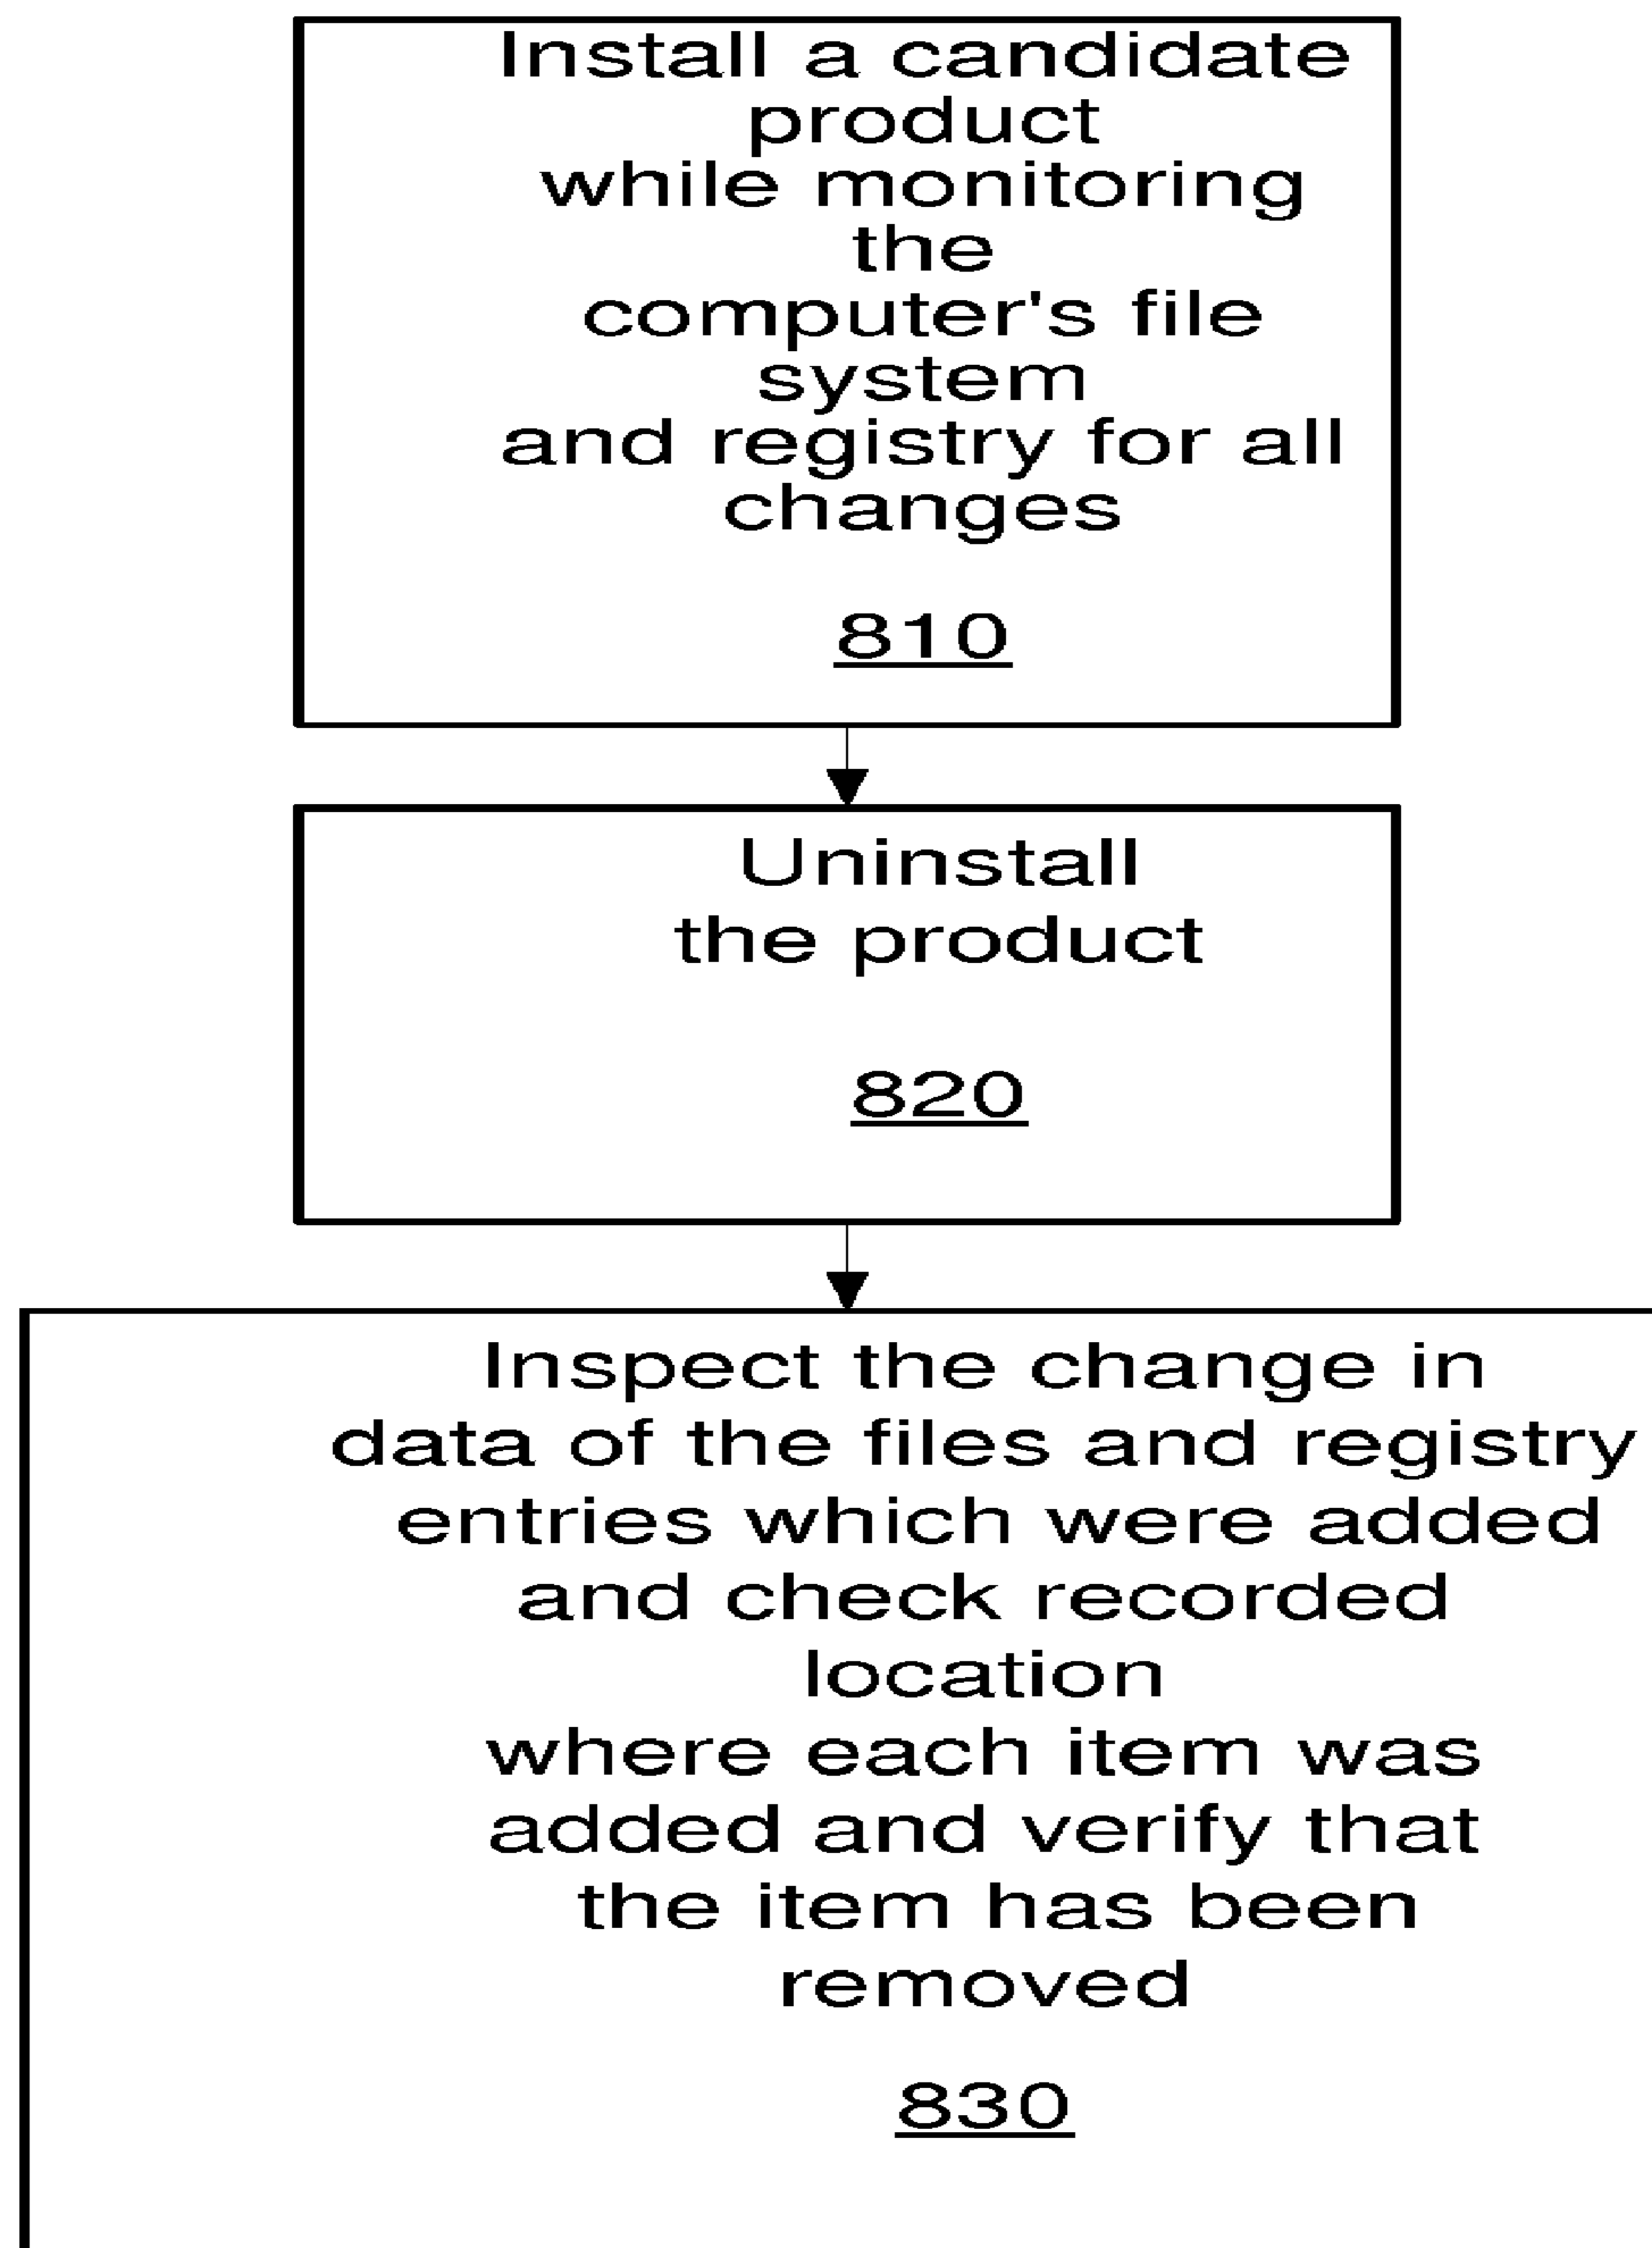 Install a candidate
product
while monitoring
the
computer's file
system
and registry for all
changes
810
Uninstall
the product
820
Inspect the change in
data of the files and registry
entries which were added
and check recorded
location
where each item was
added and verify that
the item has been
removed
830